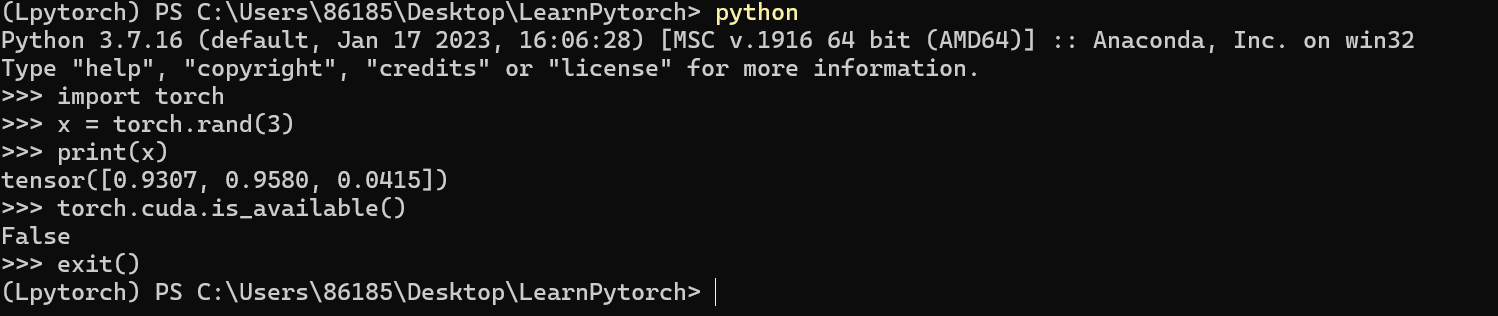 (Lpytorch) PS C:\Users\86185\Desktop\LearnPytorch> python
Python 3.7.16 (default, Jan 17 2023, 16:06:28) [MSC v.1916 64 bit (AMD64)] :: Anaconda, Inc. on win32
Type "help", "copyright", "credits" or "license" for more information.
>>> import torch
>>> x = torch.rand(3)
>>> print(x)
tensor([0.9307, 0.9580, 0.0415])
>>> torch.cuda.is_available()
False
>>> exit()
(Lpytorch) PS C:\Users\86185\Desktop\LearnPytorch>